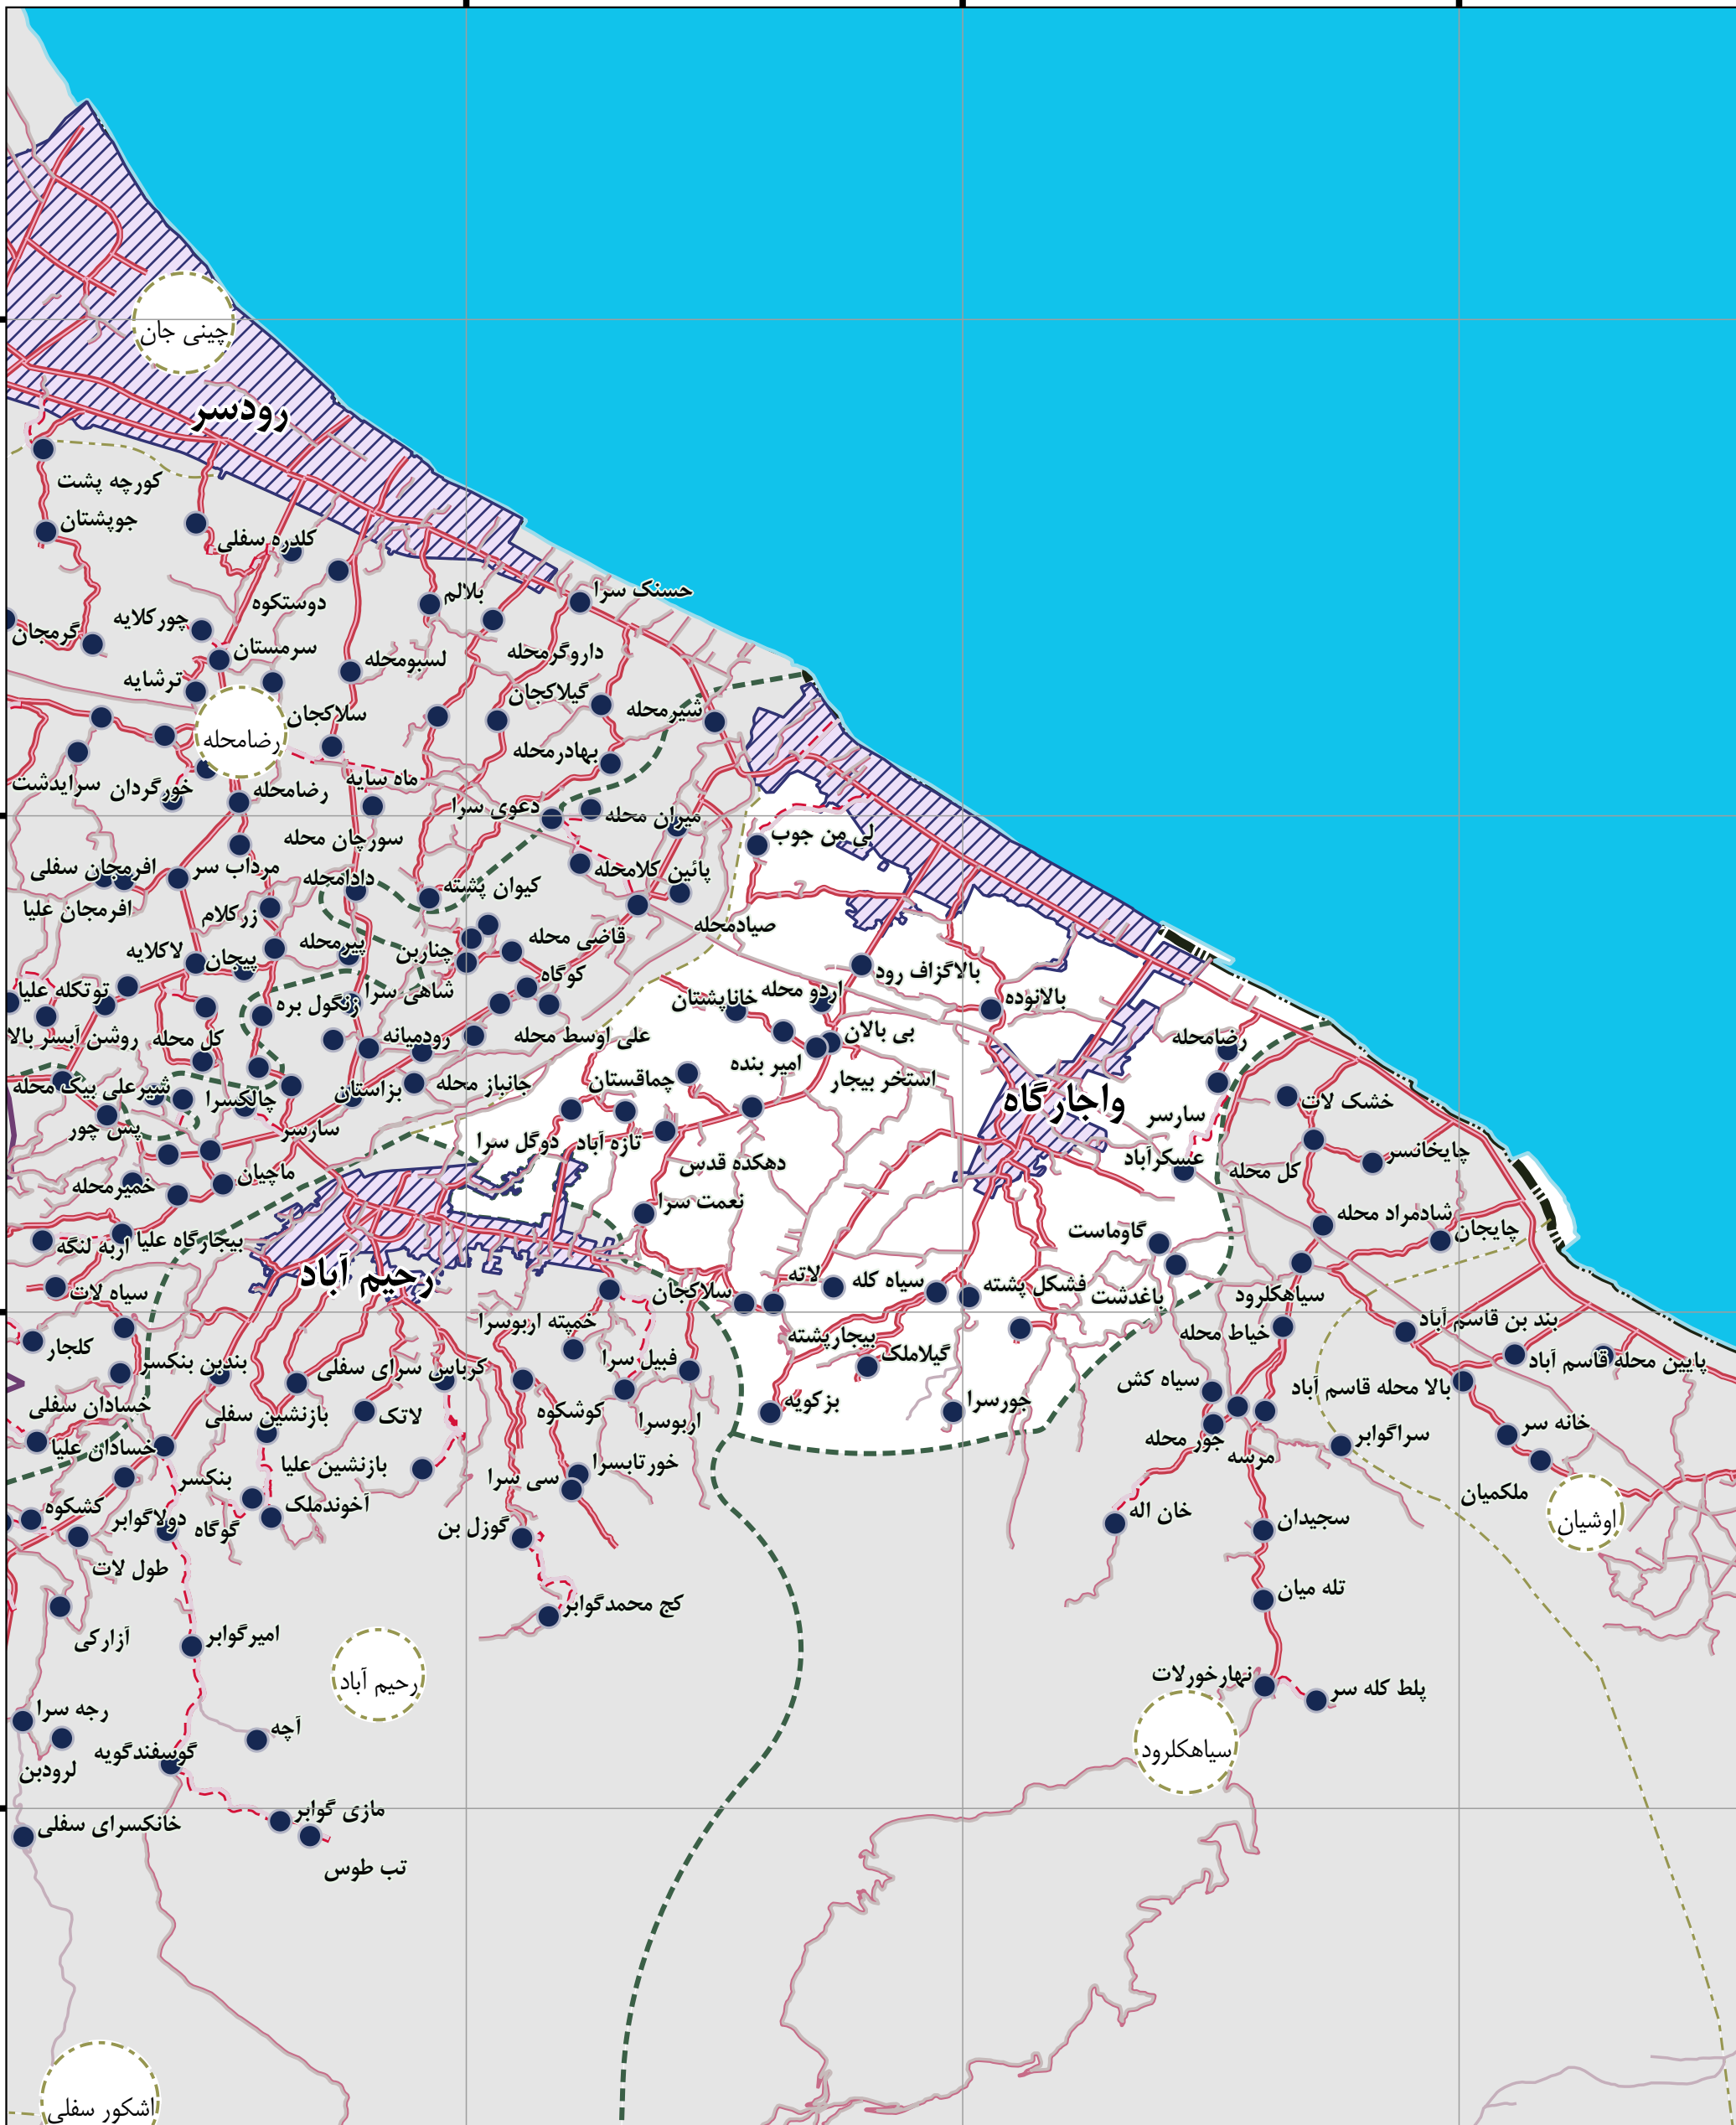 چینی جان
رودسر
کورچه پشت
جوپشتان
کلدره سفلی
حسنک سرا
بلالم
دوستکوه
چورکلایه
گرمجان
سرمستان
داروگرمحله
لسبومحله
ترشایه
گیلاکجان
شیرمحله
سلاکجان
رضامحله
بهادرمحله
ماه سایه
سرایدشت
خورگردان
رضامحله
دعوی سرا
میران محله
لی من جوب
سورچان محله
افرمجان سفلی
مرداب سر
دادامحله
پائین کلامحله
کیوان پشته
افرمجان علیا
زرکلام
صیادمحله
لاکلایه
پیجان
پیرمحله
چناربن
قاضی محله
کوگاه
بالاگزاف رود
توتکله علیا
زنگول بره
شاهی سرا
خاناپشتان
اردو محله
بالانوده
روشن آبسر بالا
کل محله
رودمیانه
علی اوسط محله
بی بالان
رضامحله
امیر بنده
شیرعلی بیک محله
چالکسرا
بزاستان
جانباز محله
چماقستان
استخر بیجار
واجارگاه
خشک لات
سارسر
پس چور
سارسر
دوگل سرا
تازه آباد
عسکرآباد
کل محله
چایخانسر
دهکده قدس
ماچیان
خمیرمحله
نعمت سرا
شادمراد محله
چایجان
گاوماست
بیجارگاه علیا
اربه لنگه
رحیم آباد
سیاه لات
سلاکجان
لاته
سیاه کله
فشکل پشته
باغدشت
سیاهکلرود
خمپته اربوسرا
بیجارپشته
خیاط محله
بند بن قاسم آباد
کلجار
بندبن بنکسر
کرباس سرای سفلی
فبیل سرا
گیلاملک
پایین محله قاسم آباد
سیاه کش
بالا محله قاسم آباد
خسادان سفلی
بازنشین سفلی
لاتک
کوشکوه
اربوسرا
بزکویه
جورسرا
خانه سر
سراگوابر
جور محله
مرسه
خسادان علیا
بنکسر
بازنشین علیا
سی سرا
خورتابسرا
ملکمیان
اوشیان
کشکوه
دولاگوابر
گوگاه
آخوندملک
گوزل بن
خان اله
سجیدان
طول لات
تله میان
کج محمدگوابر
آزارکی
امیرگوابر
رحیم آباد
نهارخورلات
پلط کله سر
رجه سرا
آچه
سیاهکلرود
گوسفندگویه
لرودبن
مازی گوابر
خانکسرای سفلی
تب طوس
اشکور سفلی